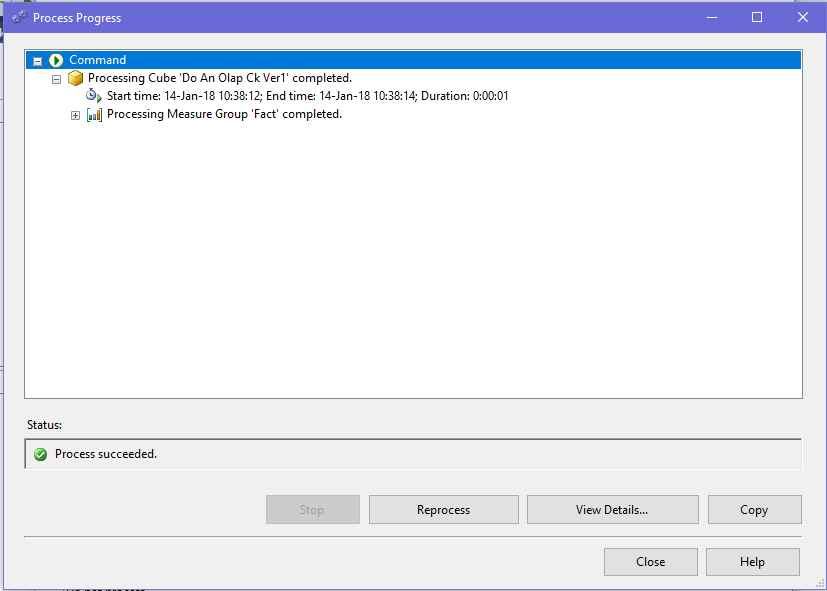 Process Progress
Command
Processing Cube 'Do An Olap Ck Ver1' completed.
Start time: 14-Jan-18 10:38:12; End time: 14-Jan-18 10:38:14; Duration: 0:00:01
Processing Measure Group 'Fact' completed.
Status:
Process succeeded.
Stop
Reprocess
View Details...
Copy
Close
Help